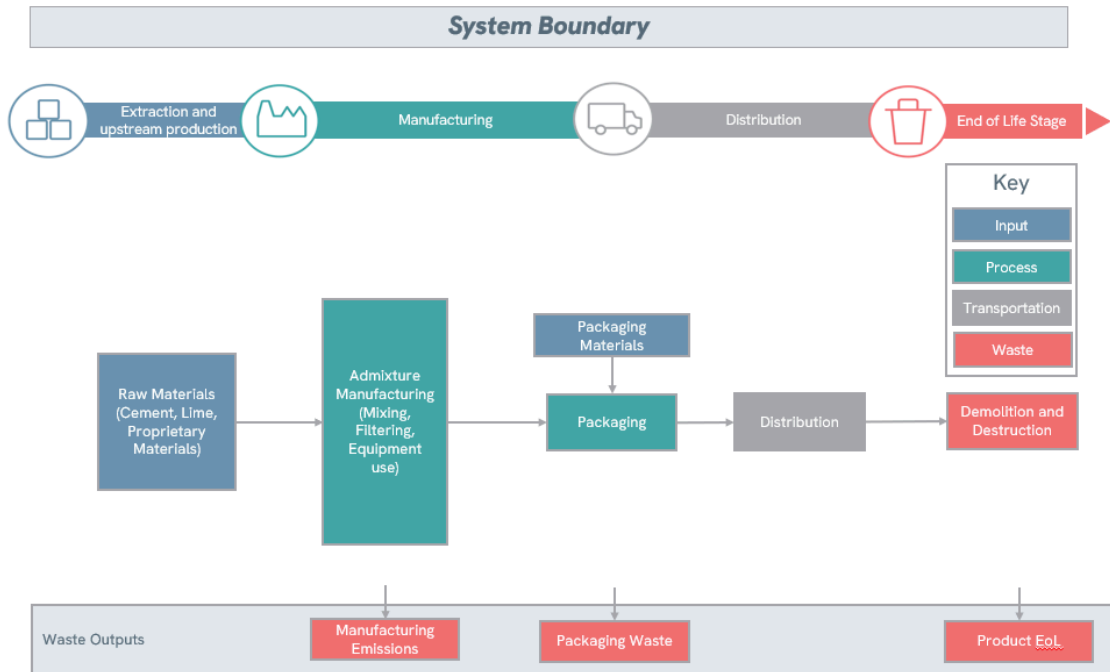 System Boundary
Extraction and
upstream production
Manufacturing
Distribution
End of Life Stage
Key
Input
Process
Transportation
Waste
Packaging
Materials
Raw Materials
(Cement, Lime,
Proprietary
Materials)
Admixture
Manufacturing
(Mixing,
Filtering,
Equipment
use)
Packaging
Distribution
Demolition and
Destruction
Waste Outputs
Manufacturing
Emissions
Packaging Waste
Product EoL